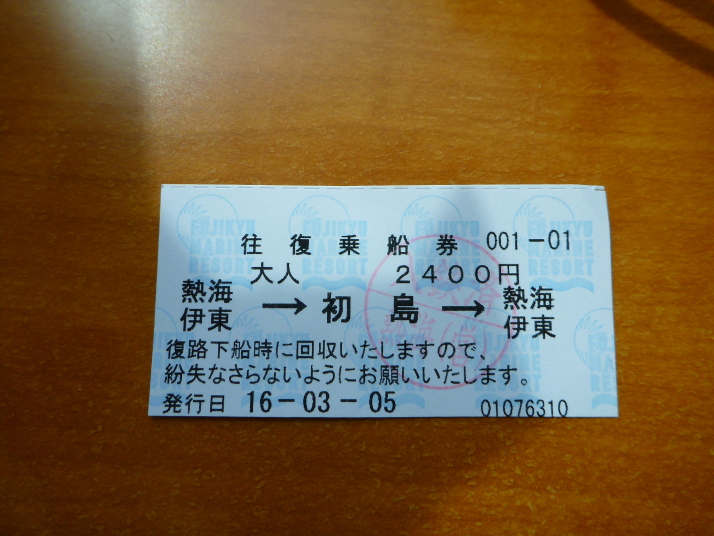 往復乗船券 001-01
大人 2400円
熱海 伊東 → 初島 → 熱海 伊東
復路下船時に回収いたしますので、
紛失なさらないようにお願いいたします。
発行日 16-03-05 01076310
FUJIKYU MARINE RESORT